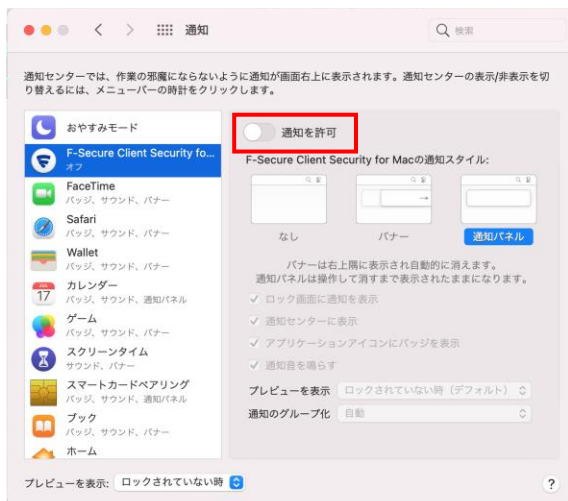 通知
検索
通知センターでは、作業の邪魔にならないように通知が画面右上に表示されます。通知センターの表示/非表示を切
り替えるには、メニューバーの時計をクリックします。
おやすみモード
F-Secure Client Security fo...
オフ
FaceTime
バッジ、サウンド、バナー
Safari
バッジ、サウンド、バナー
Wallet
バッジ、サウンド、バナー
17
カレンダー
バッジ、サウンド、通知パネル
ゲーム
バッジ、サウンド、バナー
スクリーンタイム
サウンド、バナー
スマートカードペアリング
バッジ、サウンド、通知パネル
ブック
バッジ、サウンド、バナー
ホーム
通知を許可
F-Secure Client Security for Macの通知スタイル:
なし
バナー
通知パネル
バナーは右上隅に表示され自動的に消えます。
通知パネルは操作して消すまで表示されたままになります。
ロック画面に通知を表示
通知センターに表示
アプリケーションアイコンにバッジを表示
通知音を鳴らす
プレビューを表示 ロックされていない時（デフォルト）
通知のグループ化 自動
プレビューを表示: ロックされていない時
?